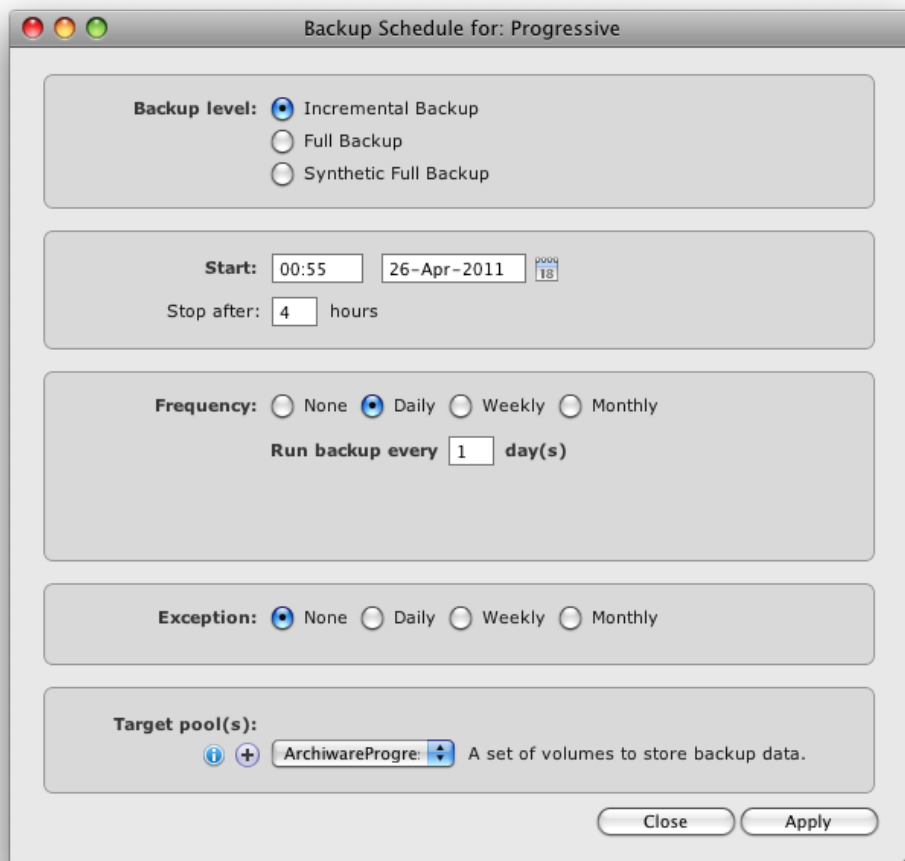 Backup Schedule for: Progressive
Backup level: Incremental Backup
Full Backup
Synthetic Full Backup
Start: 00:55 26-Apr-2011 18
Stop after: 4 hours
Frequency: None Daily Weekly Monthly
Run backup every 1 day(s)
Exception: None Daily Weekly Monthly
Target pool(s):
ArchiwareProgre: A set of volumes to store backup data.
Close Apply